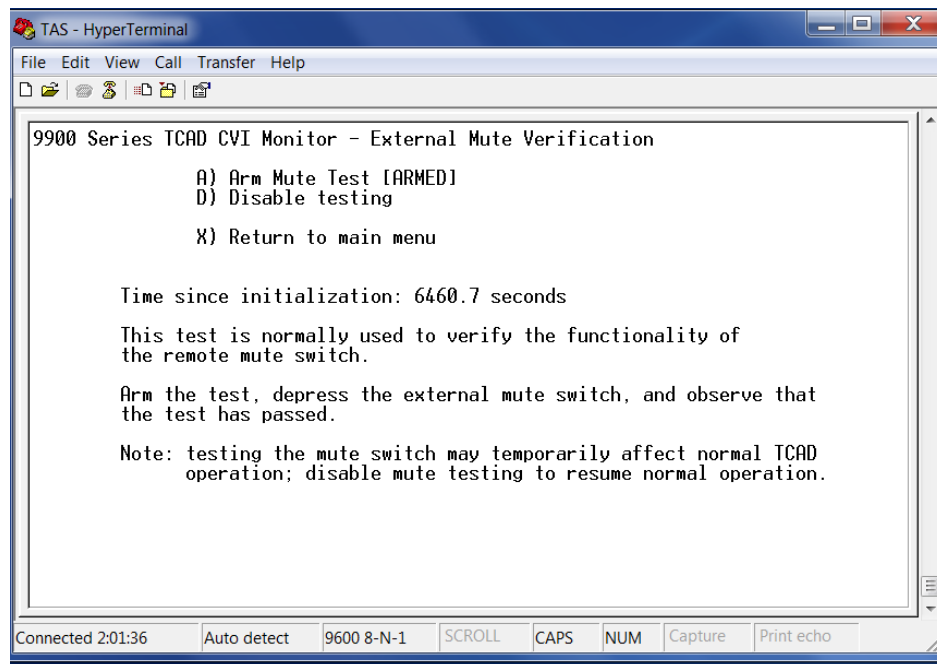 TAS - HyperTerminal
File Edit View Call Transfer Help
9900 Series TCAD CVI Monitor - External Mute Verification
A) Arm Mute Test [ARMED]
D) Disable testing
X) Return to main menu
Time since initialization: 6460.7 seconds
This test is normally used to verify the functionality of
the remote mute switch.
Arm the test, depress the external mute switch, and observe that
the test has passed.
Note: testing the mute switch may temporarily affect normal TCAD
operation; disable mute testing to resume normal operation.
Connected 2:01:36 Auto detect 9600 8-N-1 SCROLL CAPS NUM Capture Print echo